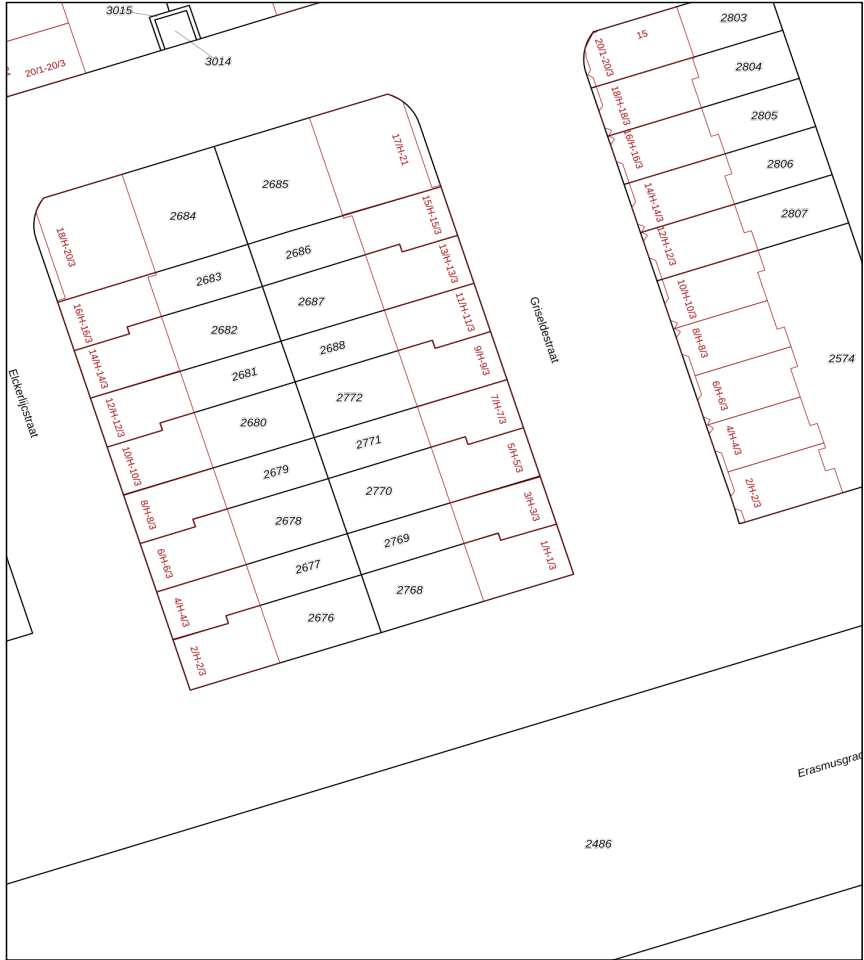 3015
3014
20/1-20/3
2803
15
20/1-20/3
2804
18/H-18/3
2805
16/H-16/3
2806
14/H-14/3
2807
12/H-12/3
10/H-10/3
8/H-8/3
2574
6/H-6/3
4/H-4/3
2/H-2/3
17/H-21
2685
2684
18/H-20/3
15/H-15/3
2686
13/H-13/3
2683
2687
11/H-11/3
16/H-16/3
2682
2688
9/H-9/3
14/H-14/3
2681
2772
7/H-7/3
12/H-12/3
2680
2771
5/H-5/3
10/H-10/3
2679
2770
3/H-3/3
8/H-8/3
2678
2769
1/H-1/3
6/H-6/3
2677
2768
4/H-4/3
2676
2/H-2/3
Griseldestraat
Elckerlijcstraat
Erasmusgrac
2486